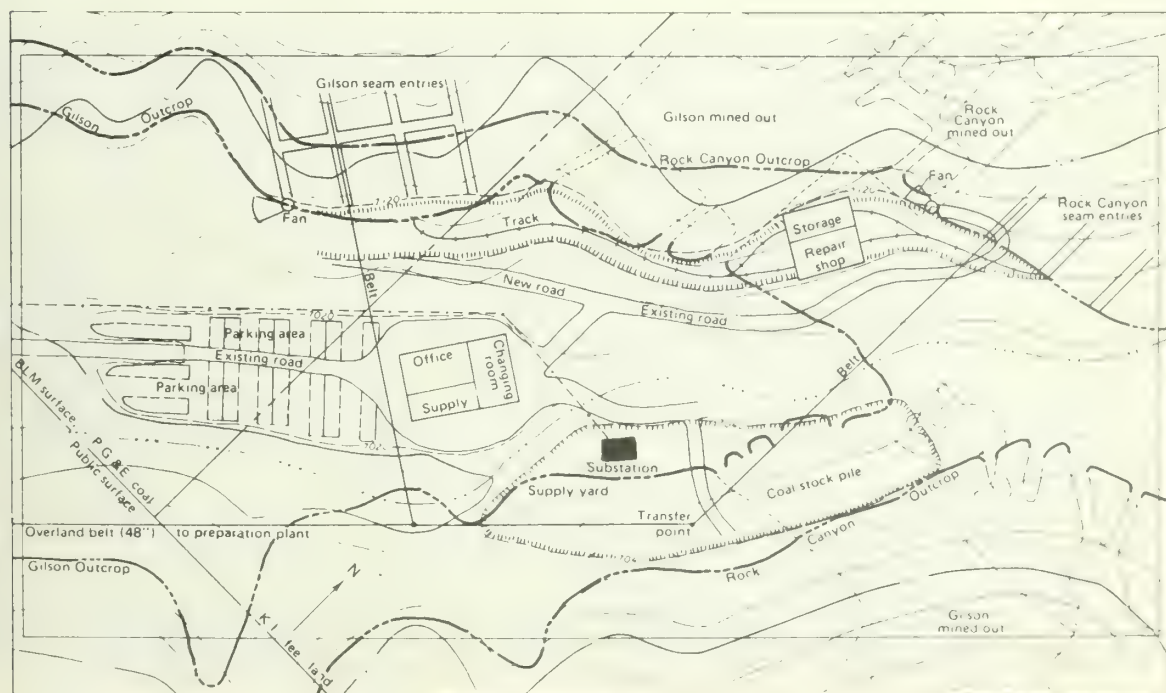 Gilson seam entries
Gilson Outcrop
Gilson mined out
Rock
Canyon
mined out
Rock Canyon Outcrop
Fan
Fan
Rock Canyon
seam entries
Track
Storage
Repair
shop
Belt
New road
Existing road
Parking area
Existing road
Parking area
Office
Changing
room
Supply
Belt
BLM surface
PG&E coal
Public surface
Substation
Supply yard
Coal stock pile
Transfer
point
Overland belt (48") to preparation plant
Rock Canyon Outcrop
Gilson Outcrop
N
fee land
Gilson
mined out